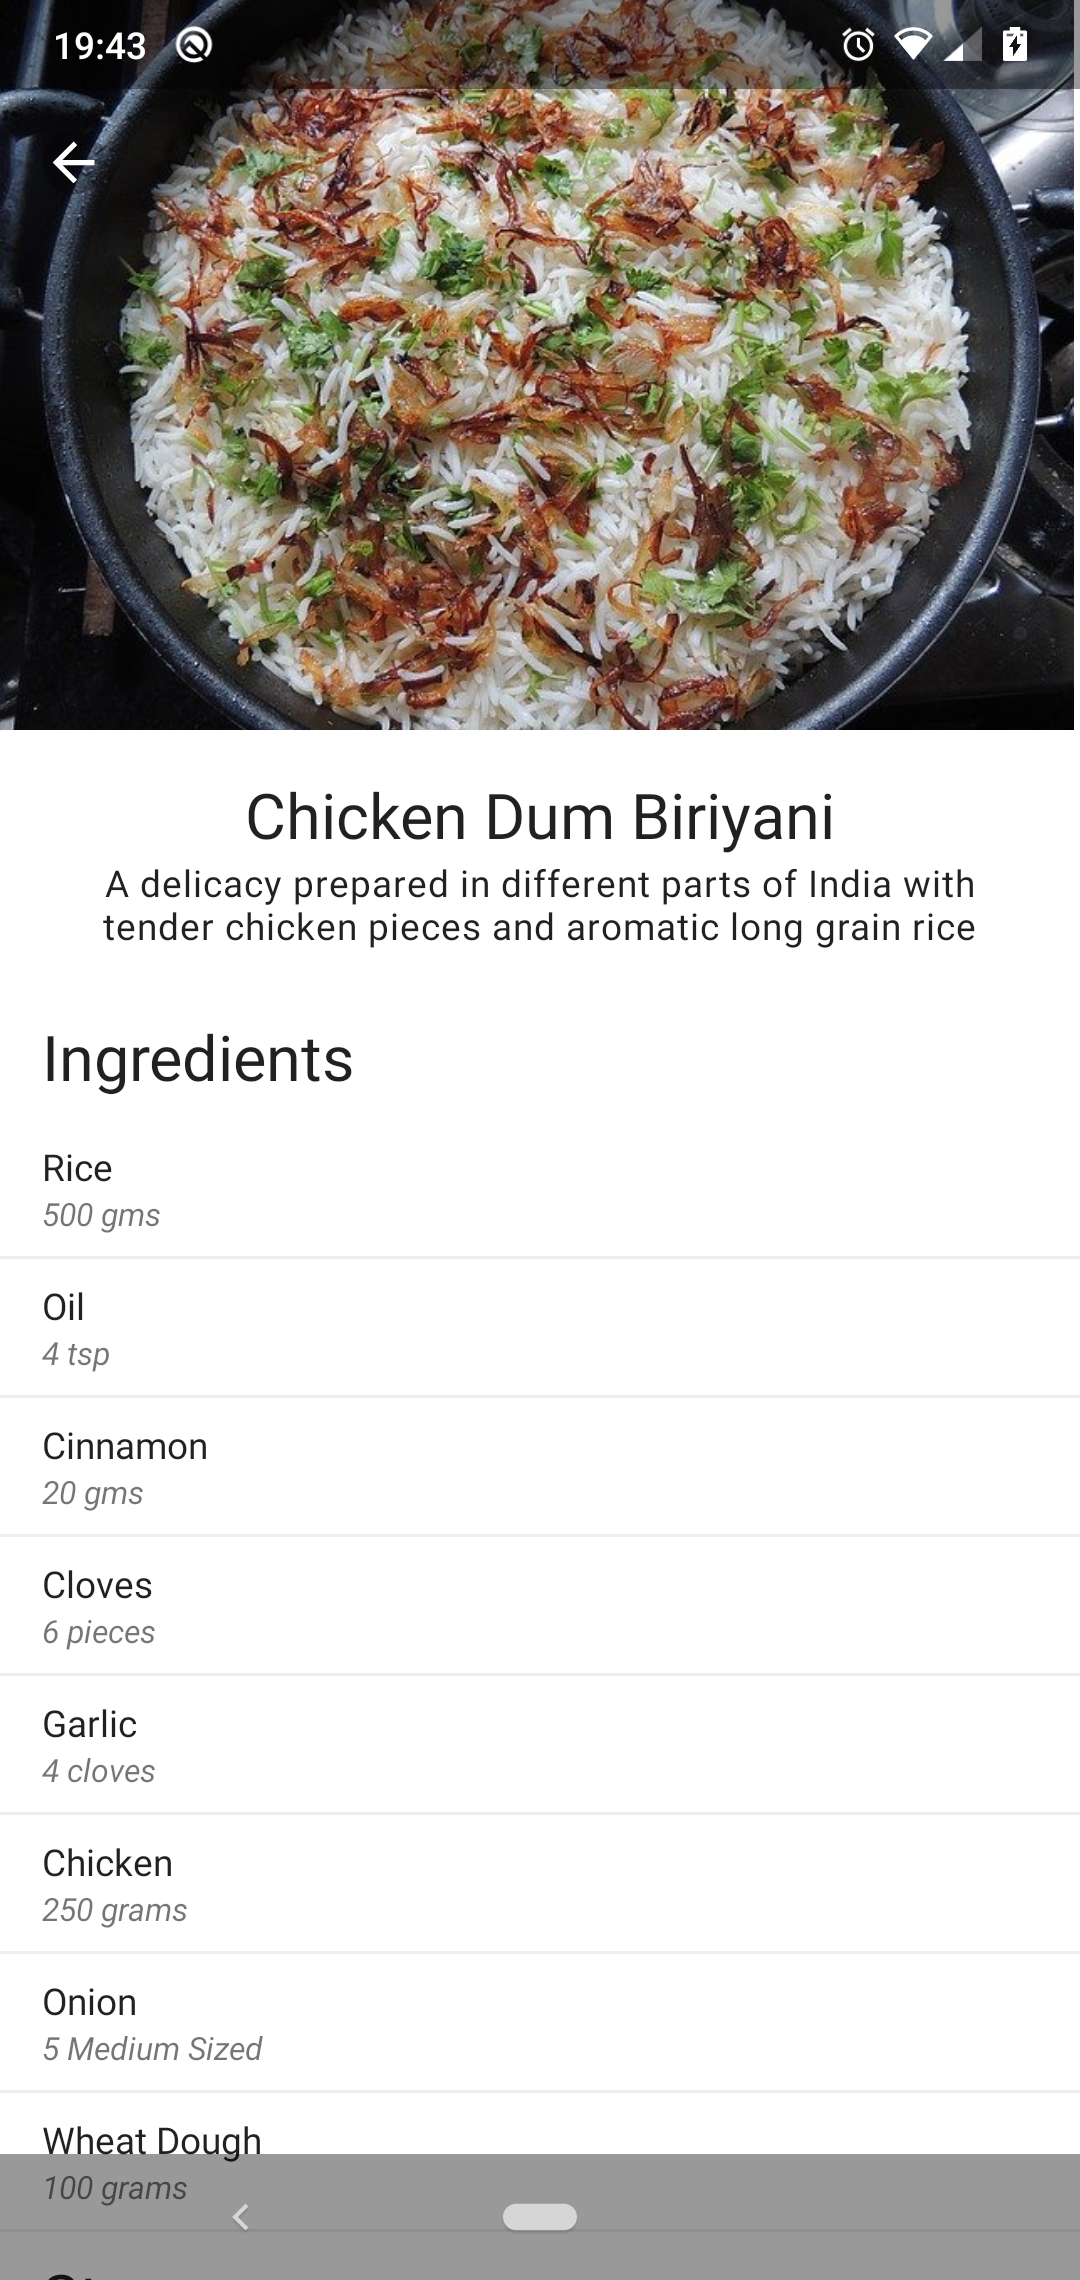 19:43
Chicken Dum Biriyani
A delicacy prepared in different parts of India with
tender chicken pieces and aromatic long grain rice
Ingredients
Rice
500 gms
Oil
4 tsp
Cinnamon
20 gms
Cloves
6 pieces
Garlic
4 cloves
Chicken
250 grams
Onion
5 Medium Sized
Wheat Dough
100 grams